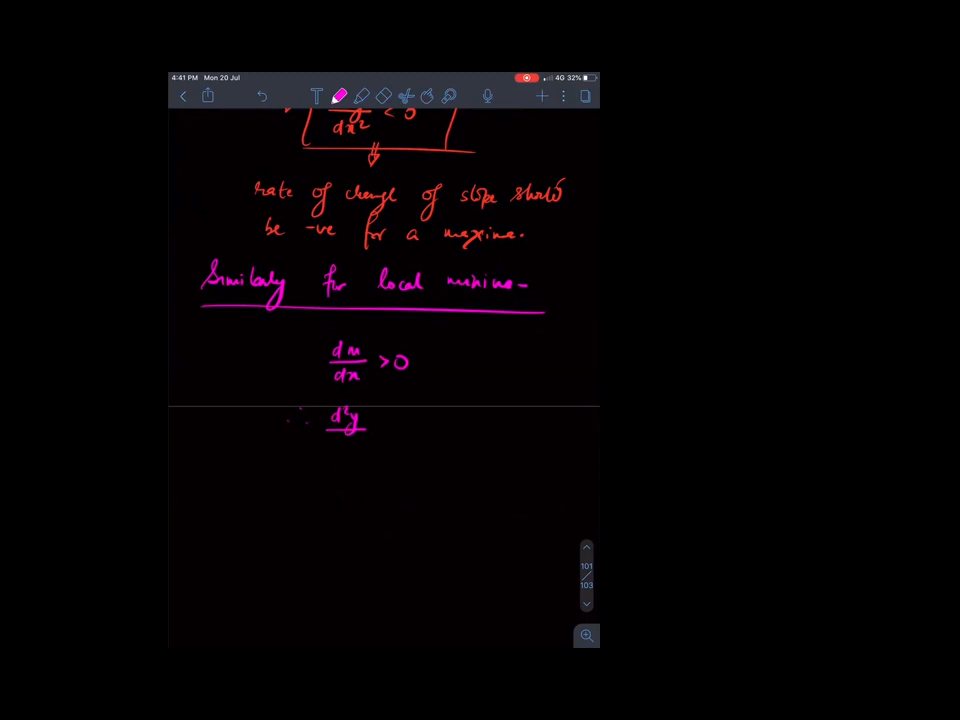 4:41 PM Mon 20 Jul 4G 32%
T
dx² < 0
rate of change of slope should
be -ve for a maxima.
Similarly for local minima-
dm
dx > 0
∴ d²y
101
103